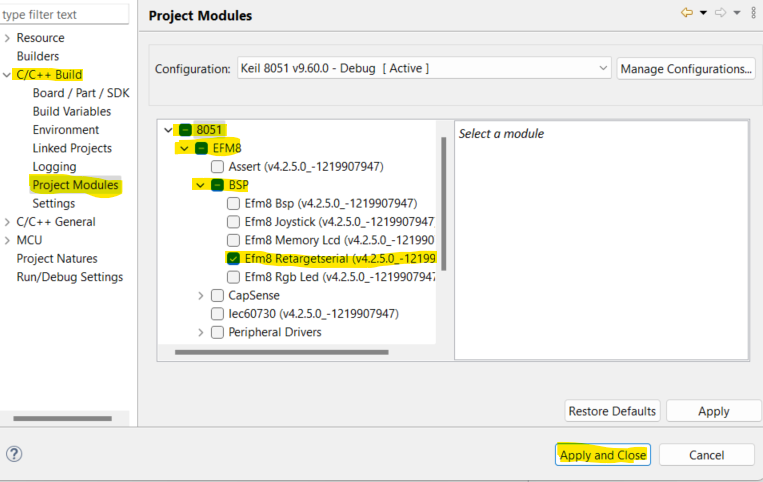 type filter text
Resource
Builders
C/C++ Build
Board / Part / SDK
Build Variables
Environment
Linked Projects
Logging
Project Modules
Settings
C/C++ General
MCU
Project Natures
Run/Debug Settings
Project Modules
Configuration: Keil 8051 v9.60.0 - Debug [ Active ] Manage Configurations...
8051
EFM8
Assert (v4.2.5.0_-1219907947)
BSP
Efm8 Bsp (v4.2.5.0_-1219907947)
Efm8 Joystick (v4.2.5.0_-1219907947
Efm8 Memory Lcd (v4.2.5.0_-121990
Efm8 Retargetserial (v4.2.5.0_-12199
Efm8 Rgb Led (v4.2.5.0_-1219907947
CapSense
Iec60730 (v4.2.5.0_-1219907947)
Peripheral Drivers
Select a module
Restore Defaults Apply
? Apply and Close Cancel